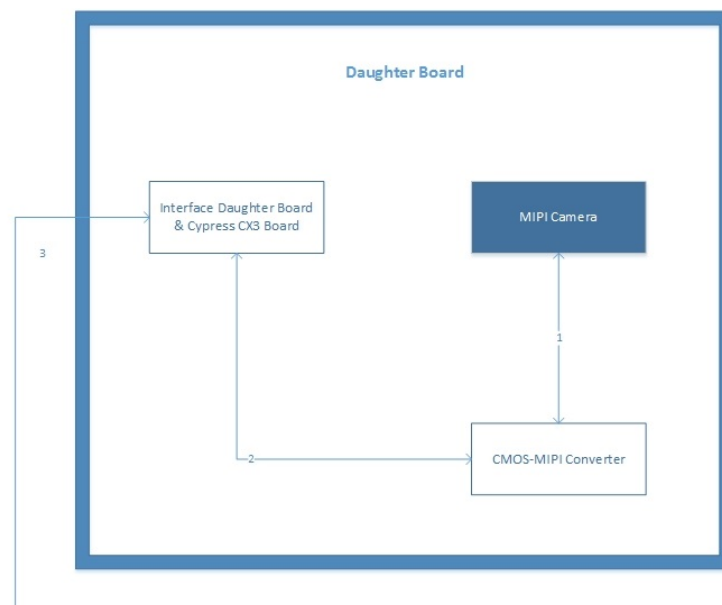 Daughter Board
Interface Daughter Board
& Cypress CX3 Board
MIPI Camera
3
1
2
CMOS-MIPI Converter